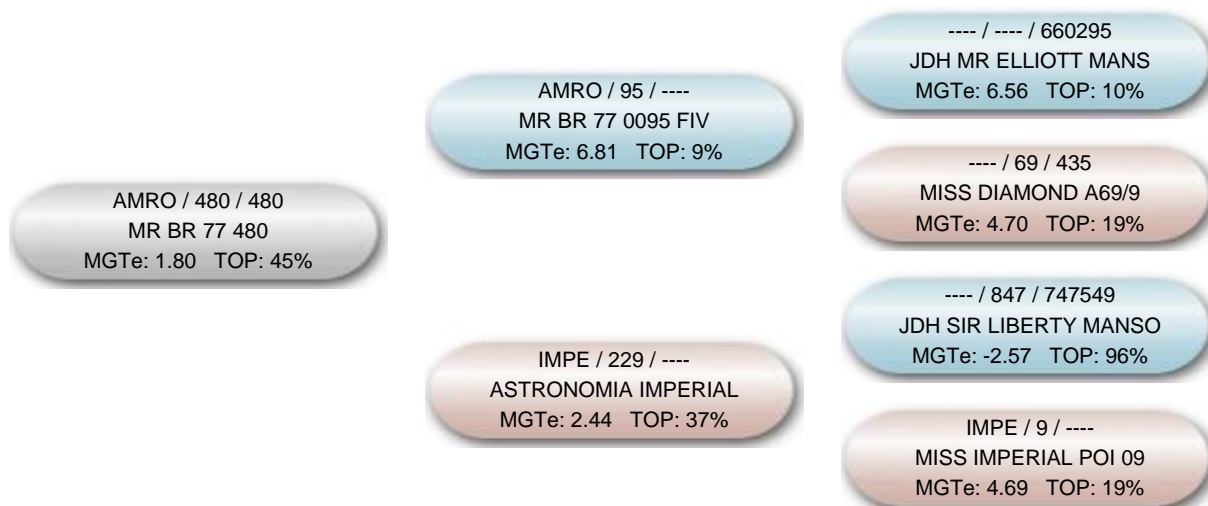 AMRO / 480 / 480
MR BR 77 480
MGTe: 1.80 TOP: 45%
AMRO / 95 / ----
MR BR 77 0095 FIV
MGTe: 6.81 TOP: 9%
IMPE / 229 / ----
ASTRONOMIA IMPERIAL
MGTe: 2.44 TOP: 37%
---- / ---- / 660295
JDH MR ELLIOTT MANS
MGTe: 6.56 TOP: 10%
---- / 69 / 435
MISS DIAMOND A69/9
MGTe: 4.70 TOP: 19%
---- / 847 / 747549
JDH SIR LIBERTY MANSO
MGTe: -2.57 TOP: 96%
IMPE / 9 / ----
MISS IMPERIAL POI 09
MGTe: 4.69 TOP: 19%